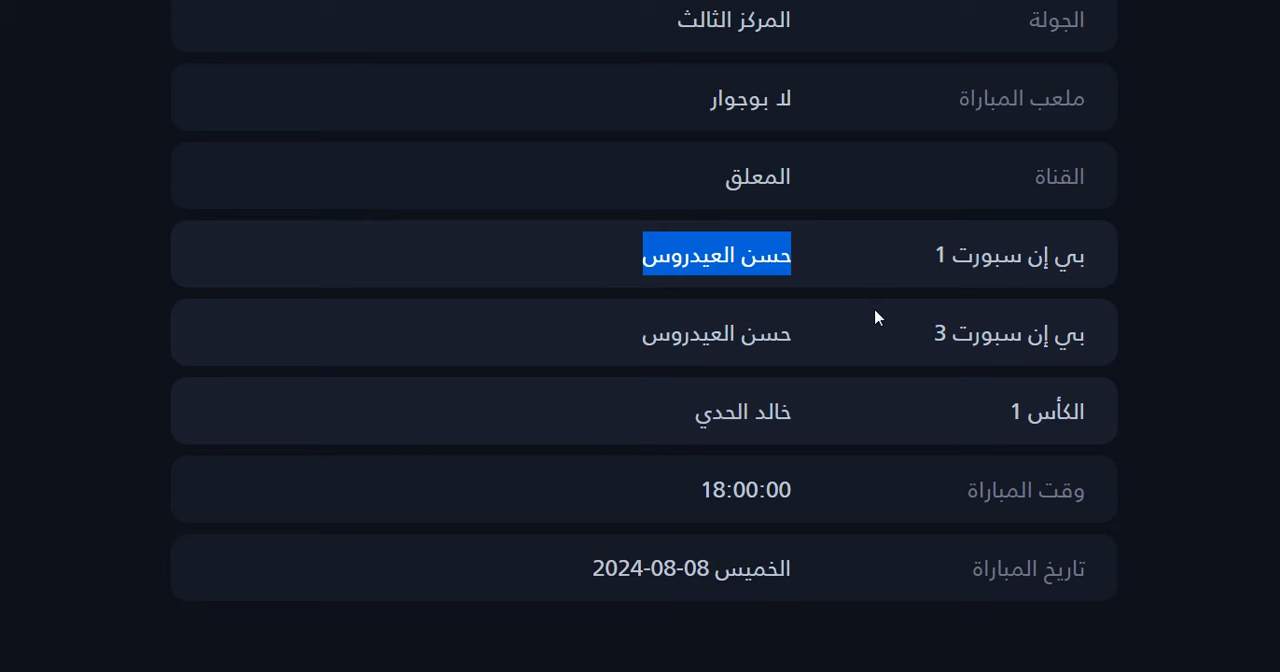 الجولة المركز الثالث
ملعب المباراة لا بوجوار
القناة المعلق
بي إن سبورت 1 حسن العيدروس
بي إن سبورت 3 حسن العيدروس
الكأس 1 خالد الحدي
وقت المباراة 18:00:00
تاريخ المباراة الخميس 08-08-2024